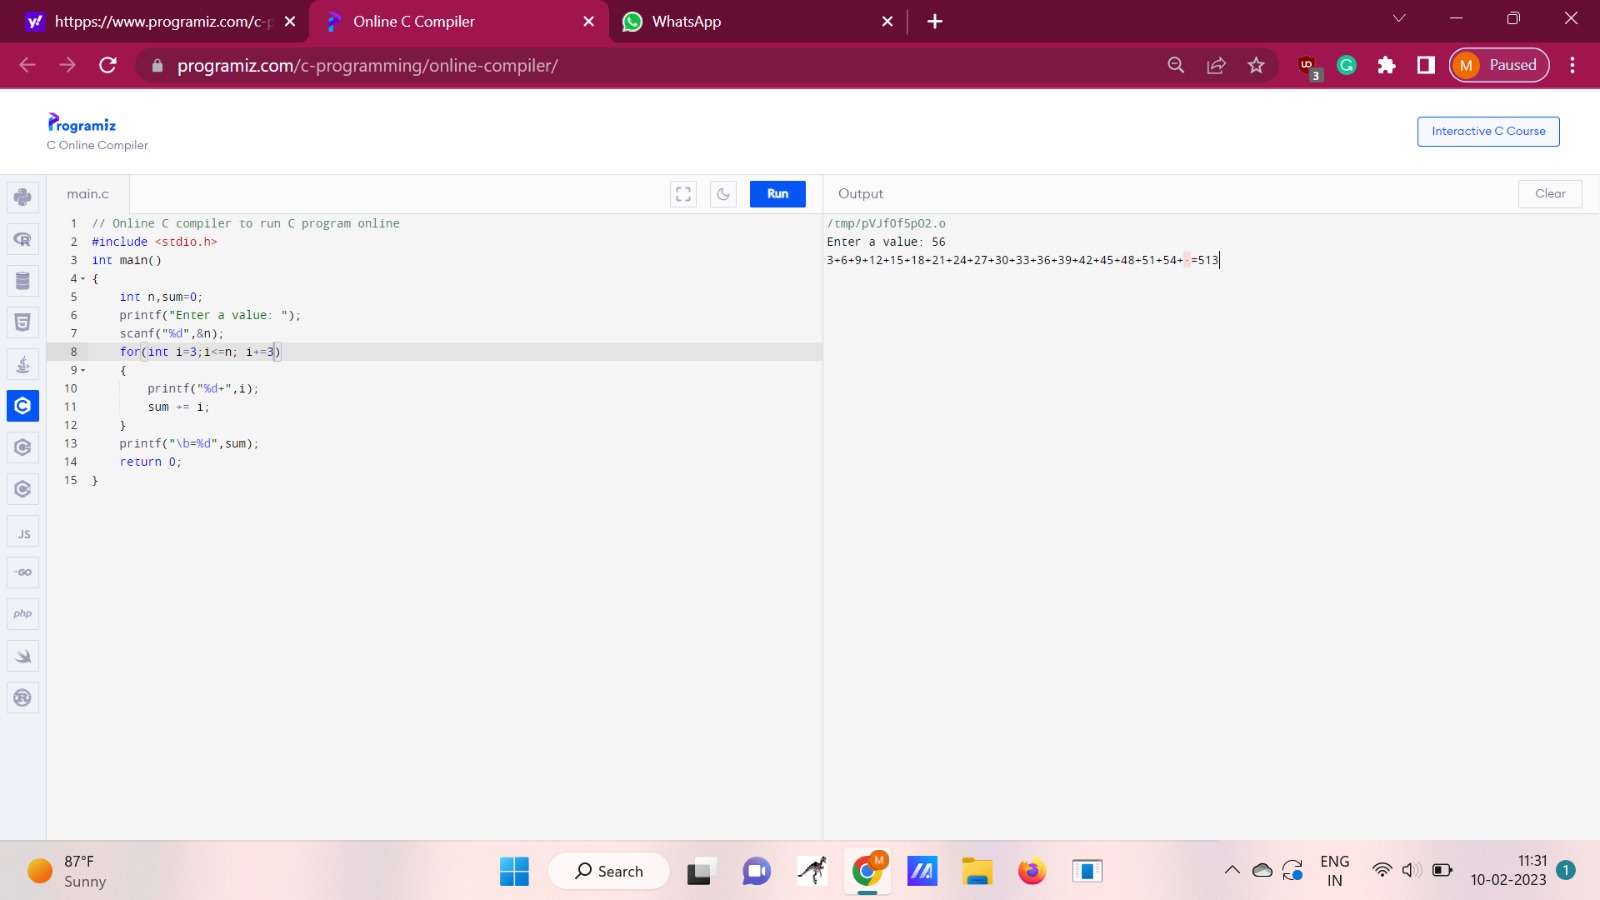 httpps://www.programiz.com/c-p
Online C Compiler
WhatsApp
programiz.com/c-programming/online-compiler/
3
M
Paused
Programiz
C Online Compiler
Interactive C Course
main.c
Run
Output
Clear
1 // Online C compiler to run C program online
2 #include <stdio.h>
3 int main()
4 {
5 int n,sum=0;
6 printf("Enter a value: ");
7 scanf("%d",&n);
8 for(int i=3;i<=n; i+=3)
9 {
10 printf("%d+",i);
11 sum += i;
12 }
13 printf("\b=%d",sum);
14 return 0;
15 }
/tmp/pVJf0f5pO2.o
Enter a value: 56
3+6+9+12+15+18+21+24+27+30+33+36+39+42+45+48+51+54+·=513
JS
GO
php
87°F
Sunny
Search
M
ENG
IN
11:31
10-02-2023
1